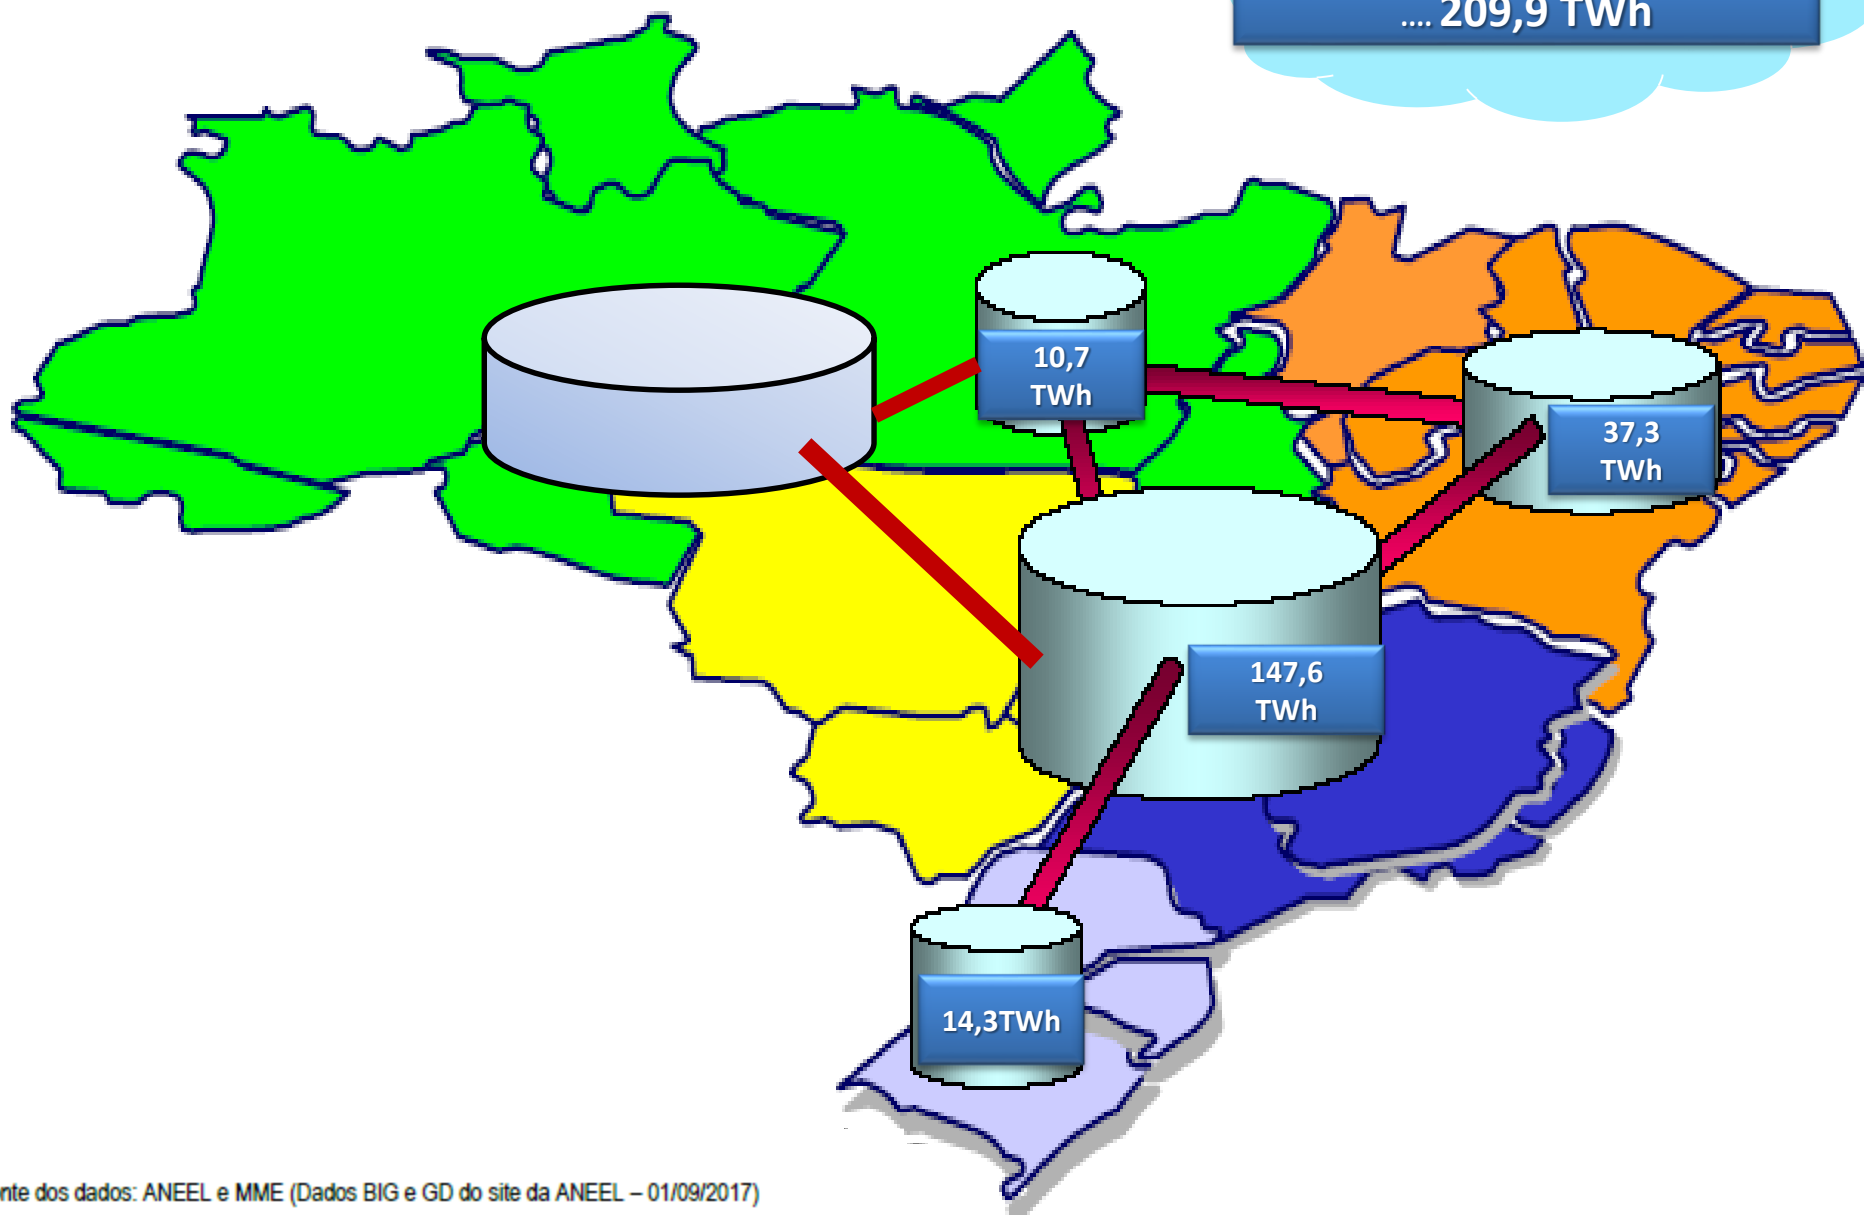 .... 209,9 TWh
10,7
TWh
37,3
TWh
147,6
TWh
14,3TWh
nte dos dados: ANEEL e MME (Dados BIG e GD do site da ANEEL – 01/09/2017)